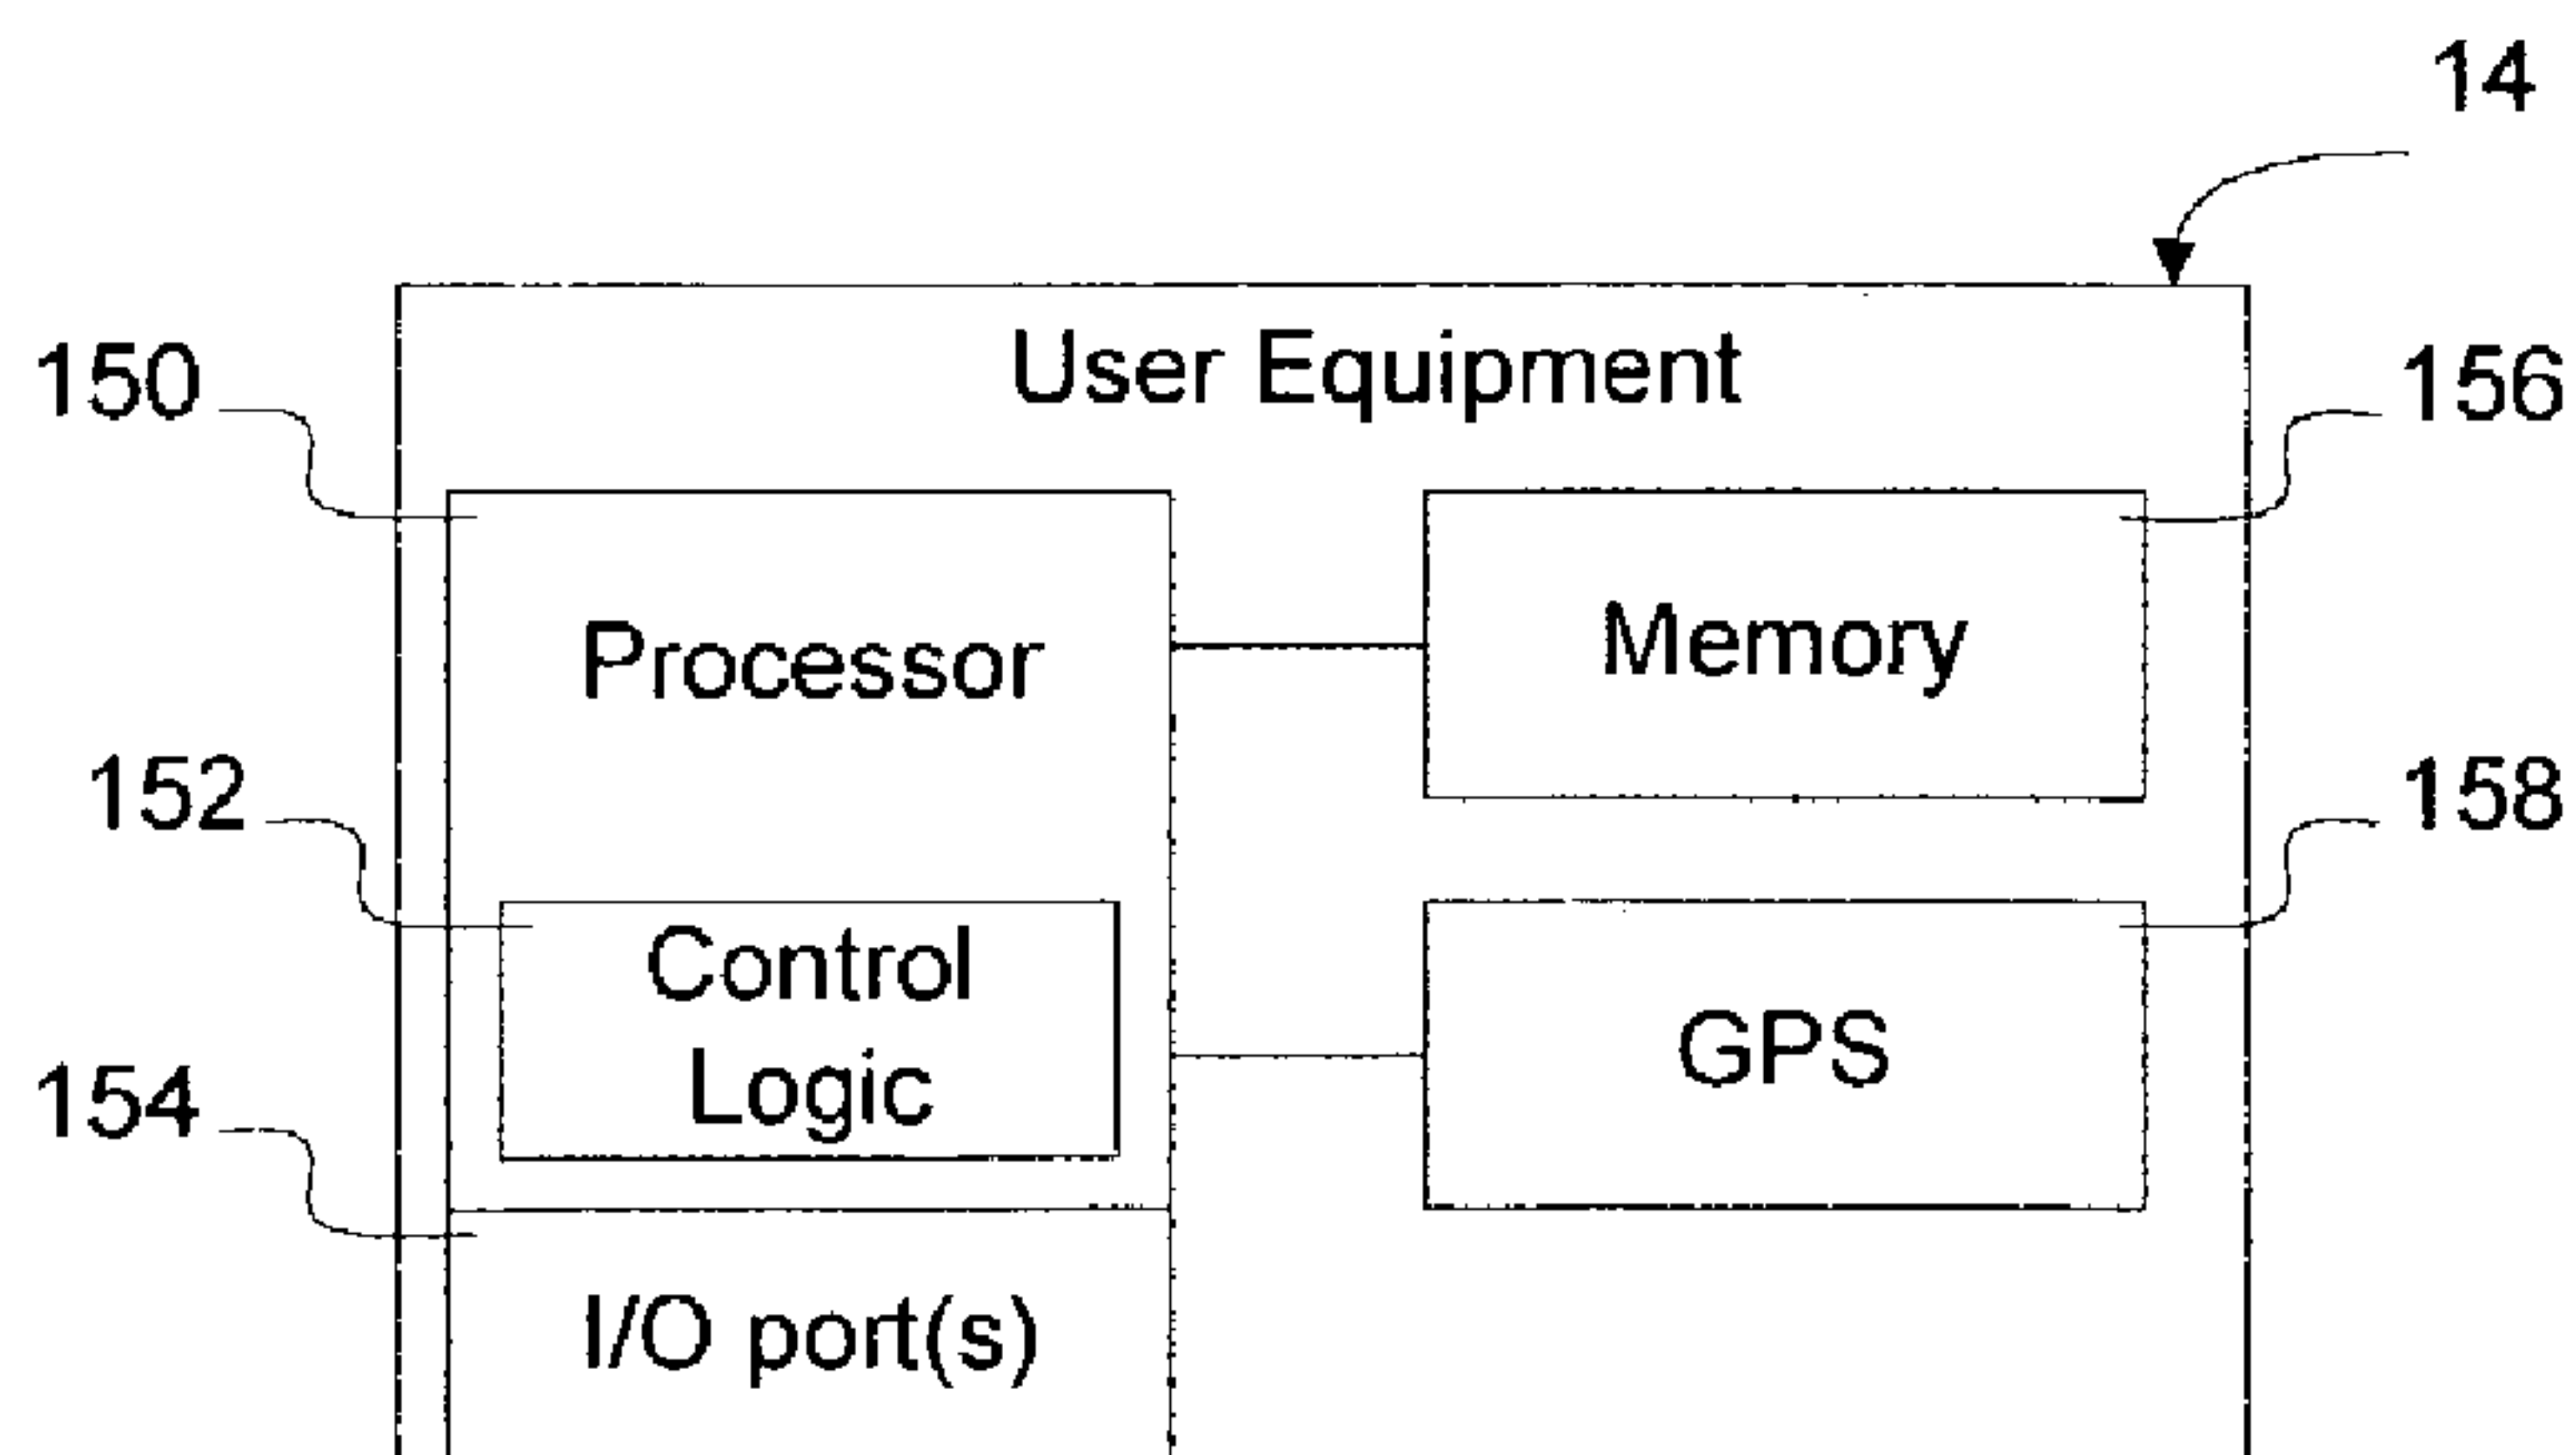 14
User Equipment
150
156
Processor
Memory
152
158
Control
Logic
GPS
154
I/O port(s)